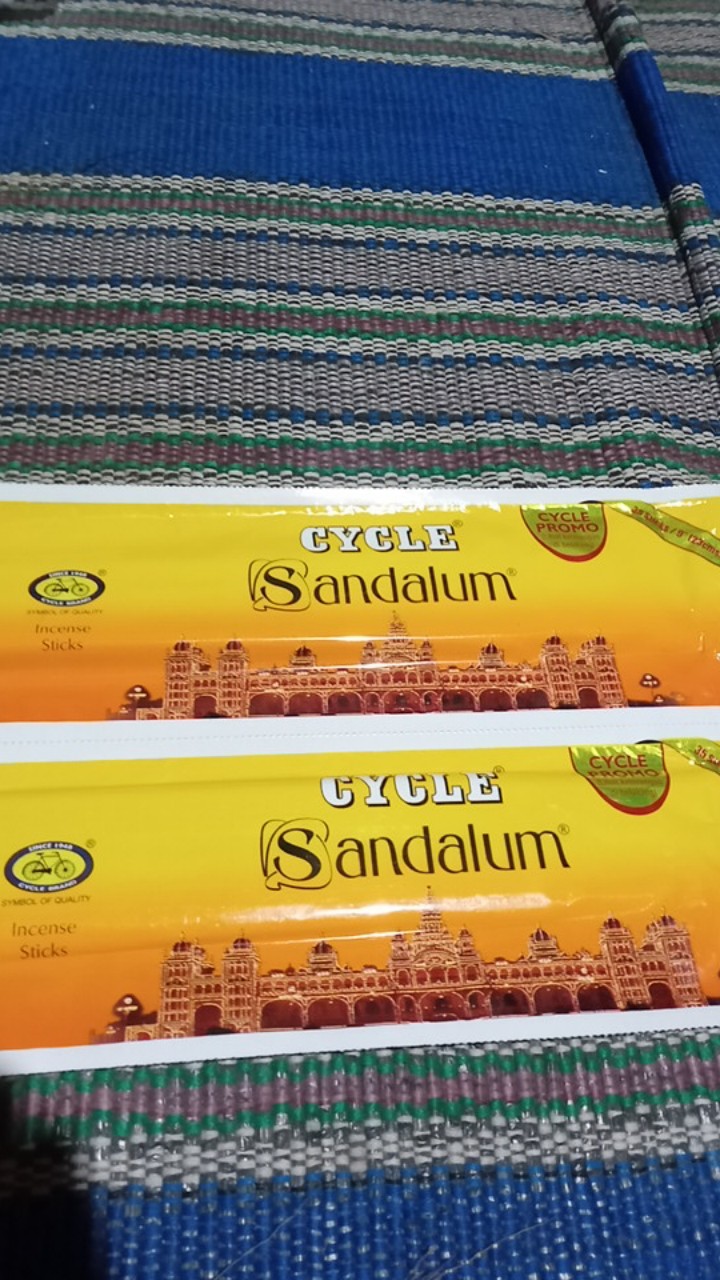 CYCLE®
Sandalum®
SINCE 1948
CYCLE BRAND
®
SYMBOL OF QUALITY
Incense
Sticks
CYCLE
PROMO
CYCLE®
Sandalum®
SINCE 1948
CYCLE BRAND
®
SYMBOL OF QUALITY
Incense
Sticks
CYCLE
PROMO